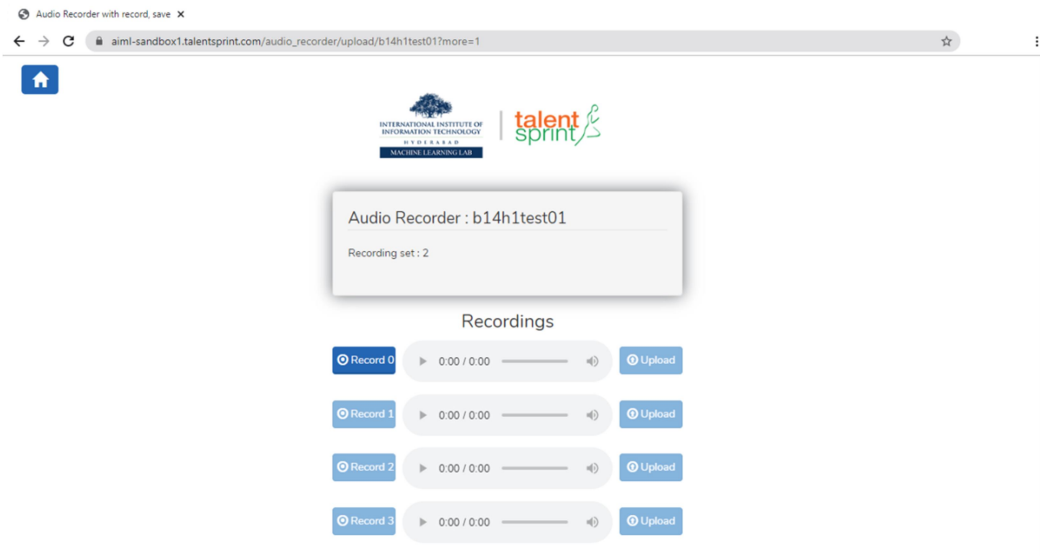 Audio Recorder with record, save
aiml-sandbox1.talentsprint.com/audio_recorder/upload/b14h1test01?more=1
INTERNATIONAL INSTITUTE OF
INFORMATION TECHNOLOGY
HYDERABAD
MACHINE LEARNING LAB
talent
sprint
Audio Recorder : b14h1test01
Recording set : 2
Recordings
Record 0 0:00 / 0:00 Upload
Record 1 0:00 / 0:00 Upload
Record 2 0:00 / 0:00 Upload
Record 3 0:00 / 0:00 Upload